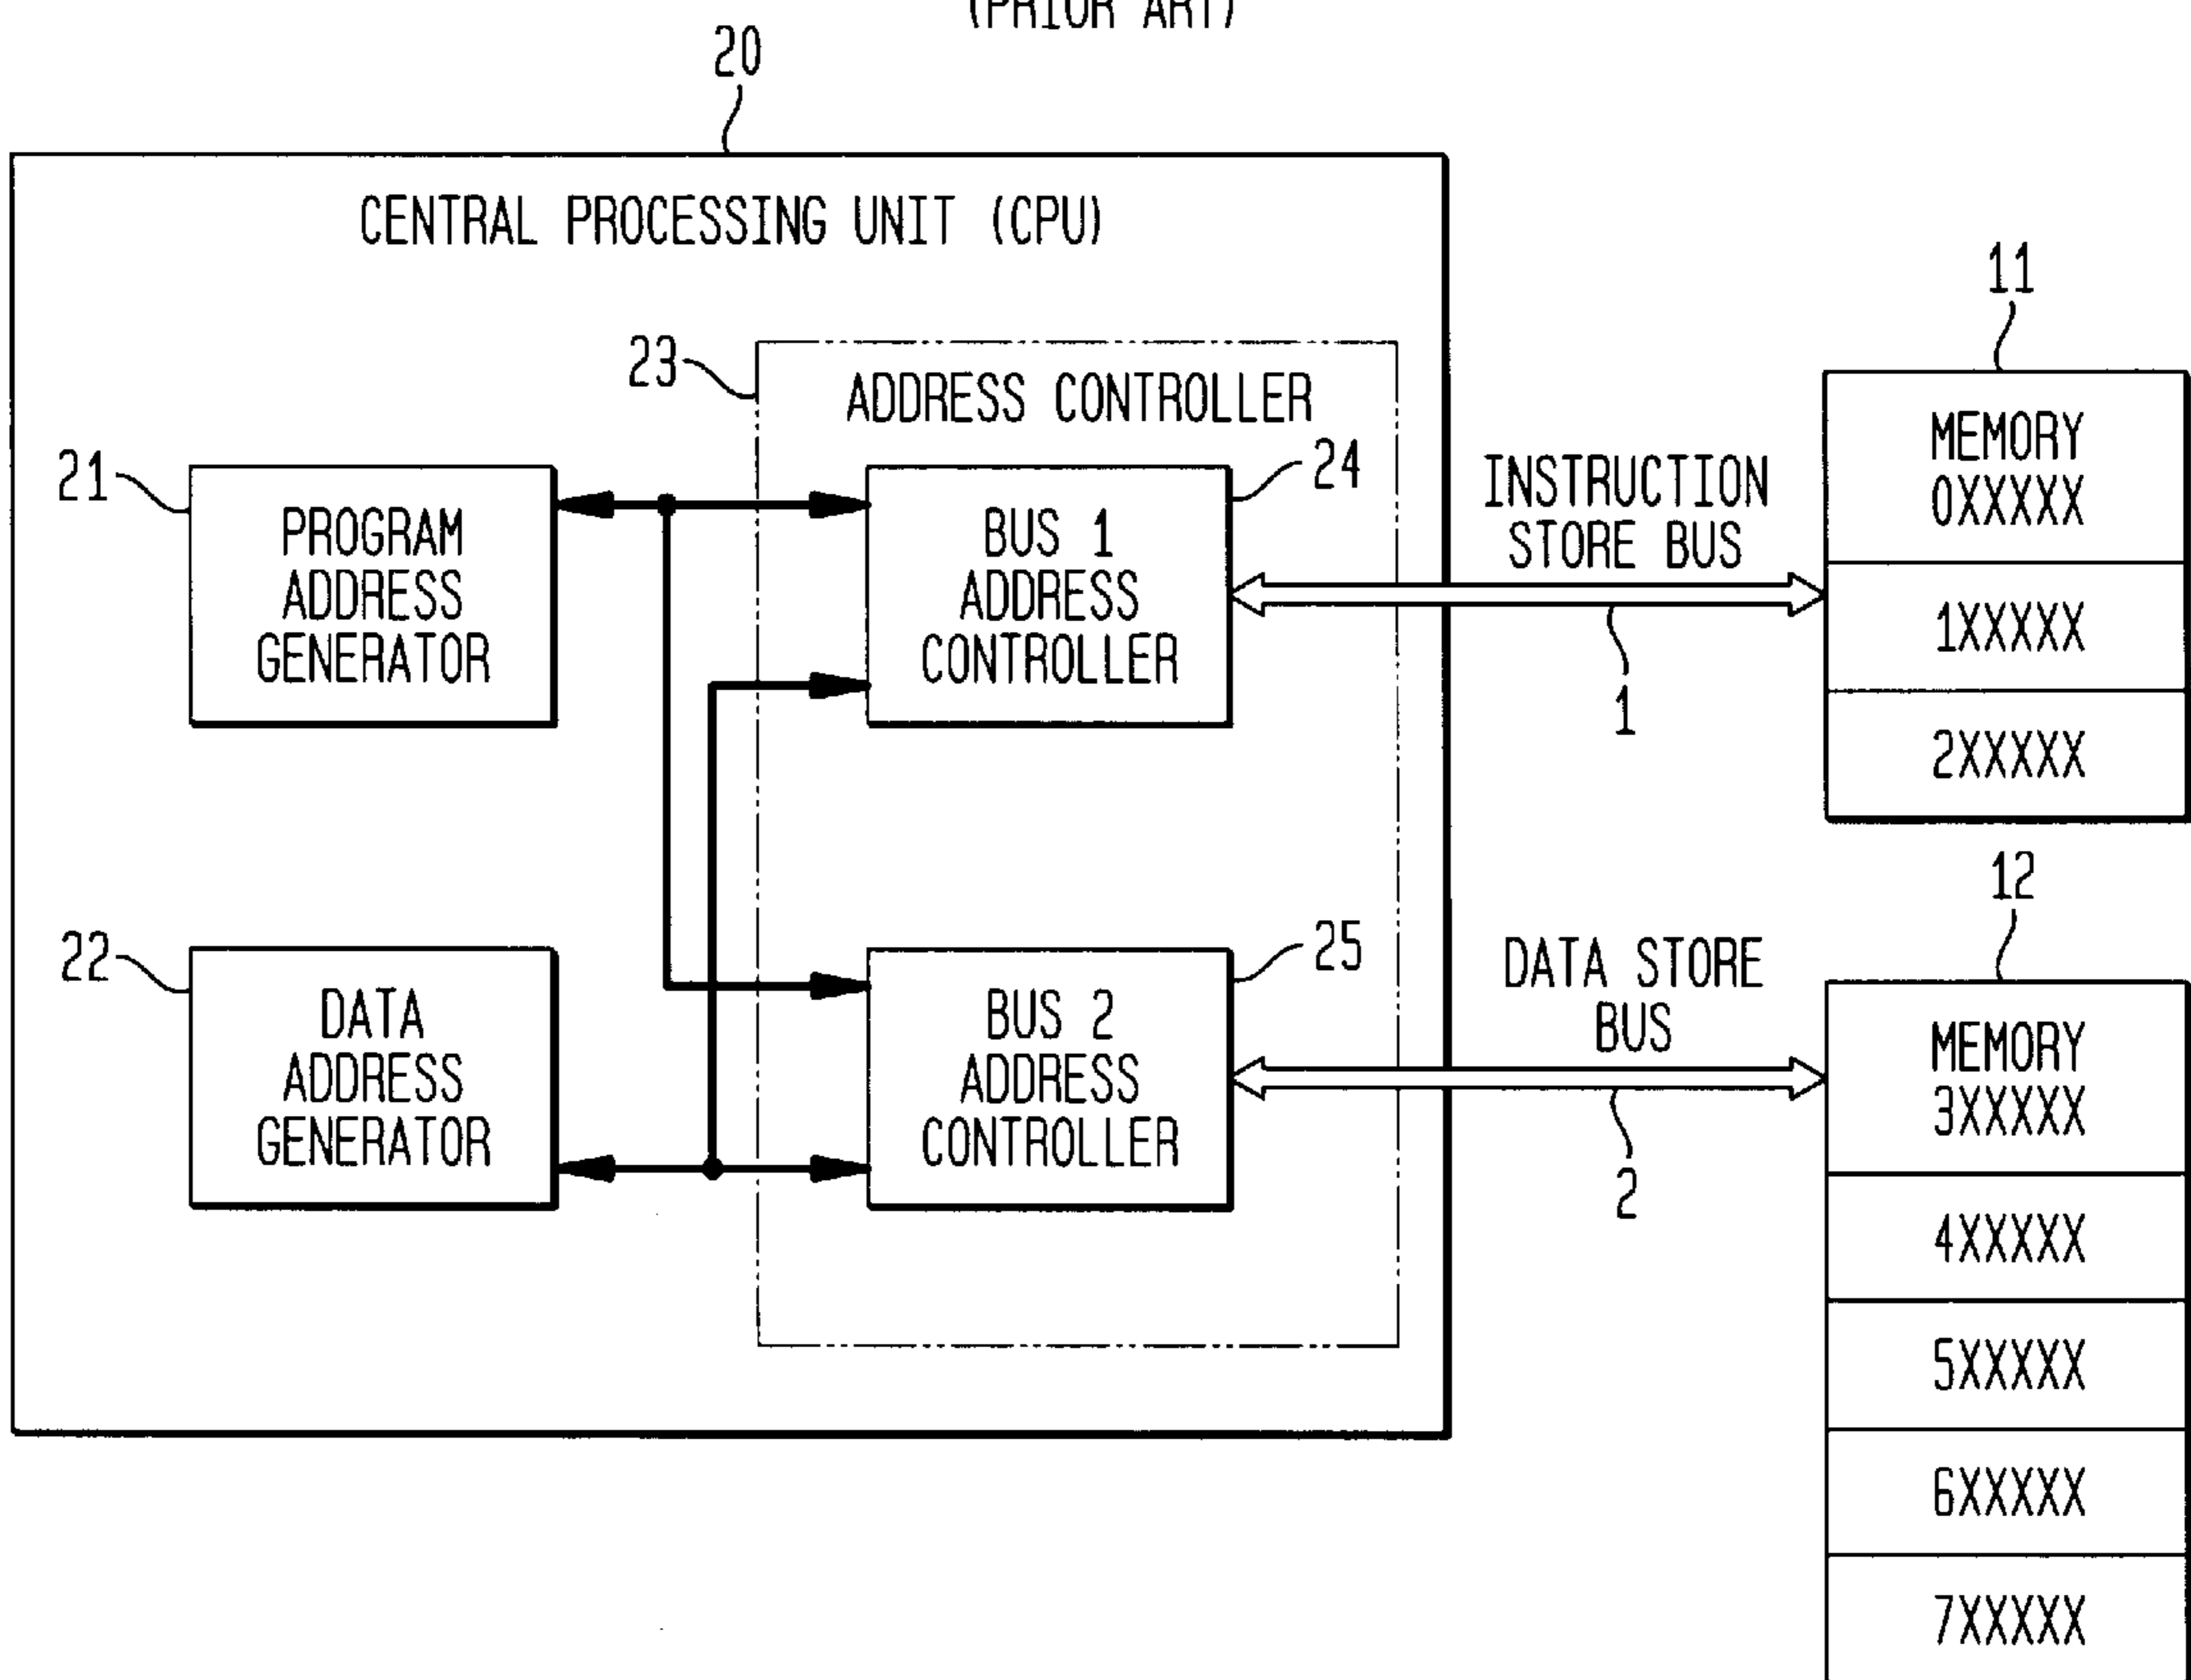 (PRIOR ART)
20
CENTRAL PROCESSING UNIT (CPU)
23
ADDRESS CONTROLLER
21
PROGRAM
ADDRESS
GENERATOR
24
BUS 1
ADDRESS
CONTROLLER
INSTRUCTION
STORE BUS
1
11
MEMORY
0XXXXX
1XXXXX
2XXXXX
22
DATA
ADDRESS
GENERATOR
25
BUS 2
ADDRESS
CONTROLLER
DATA STORE
BUS
2
12
MEMORY
3XXXXX
4XXXXX
5XXXXX
6XXXXX
7XXXXX